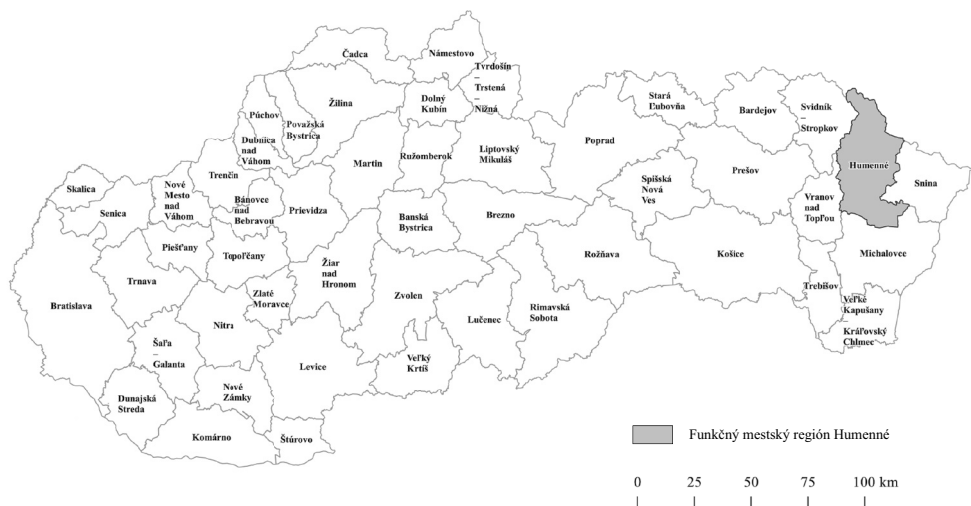 Čadca
Námestovo
Tvrdošín
–
Trstená
–
Nižná
Dolný
Kubín
Žilina
Púchov
Považská
Bystrica
Dubnica
nad
Váhom
Stará
Ľubovňa
Bardejov
Svidník
–
Stropkov
Martin
Ružomberok
Liptovský
Mikuláš
Poprad
Prešov
Humenné
Snina
Skalica
Senica
Nové
Mesto
nad
Váhom
Trenčín
Bánovce
nad
Bebravou
Prievidza
Banská
Bystrica
Brezno
Spišská
Nová
Ves
Vranov
nad
Topľou
Piešťany
Topoľčany
Žiar
nad
Hronom
Rožňava
Košice
Michalovce
Trnava
Bratislava
Zlaté
Moravce
Nitra
Zvolen
Lučenec
Rimavská
Sobota
Trebišov
Veľké
Kapušany
–
Kráľovský
Chlmec
Šaľa
–
Galanta
Levice
Veľký
Krtíš
Dunajská
Streda
Nové
Zámky
Komárno
Štúrovo
Funkčný mestský región Humenné
0 25 50 75 100 km